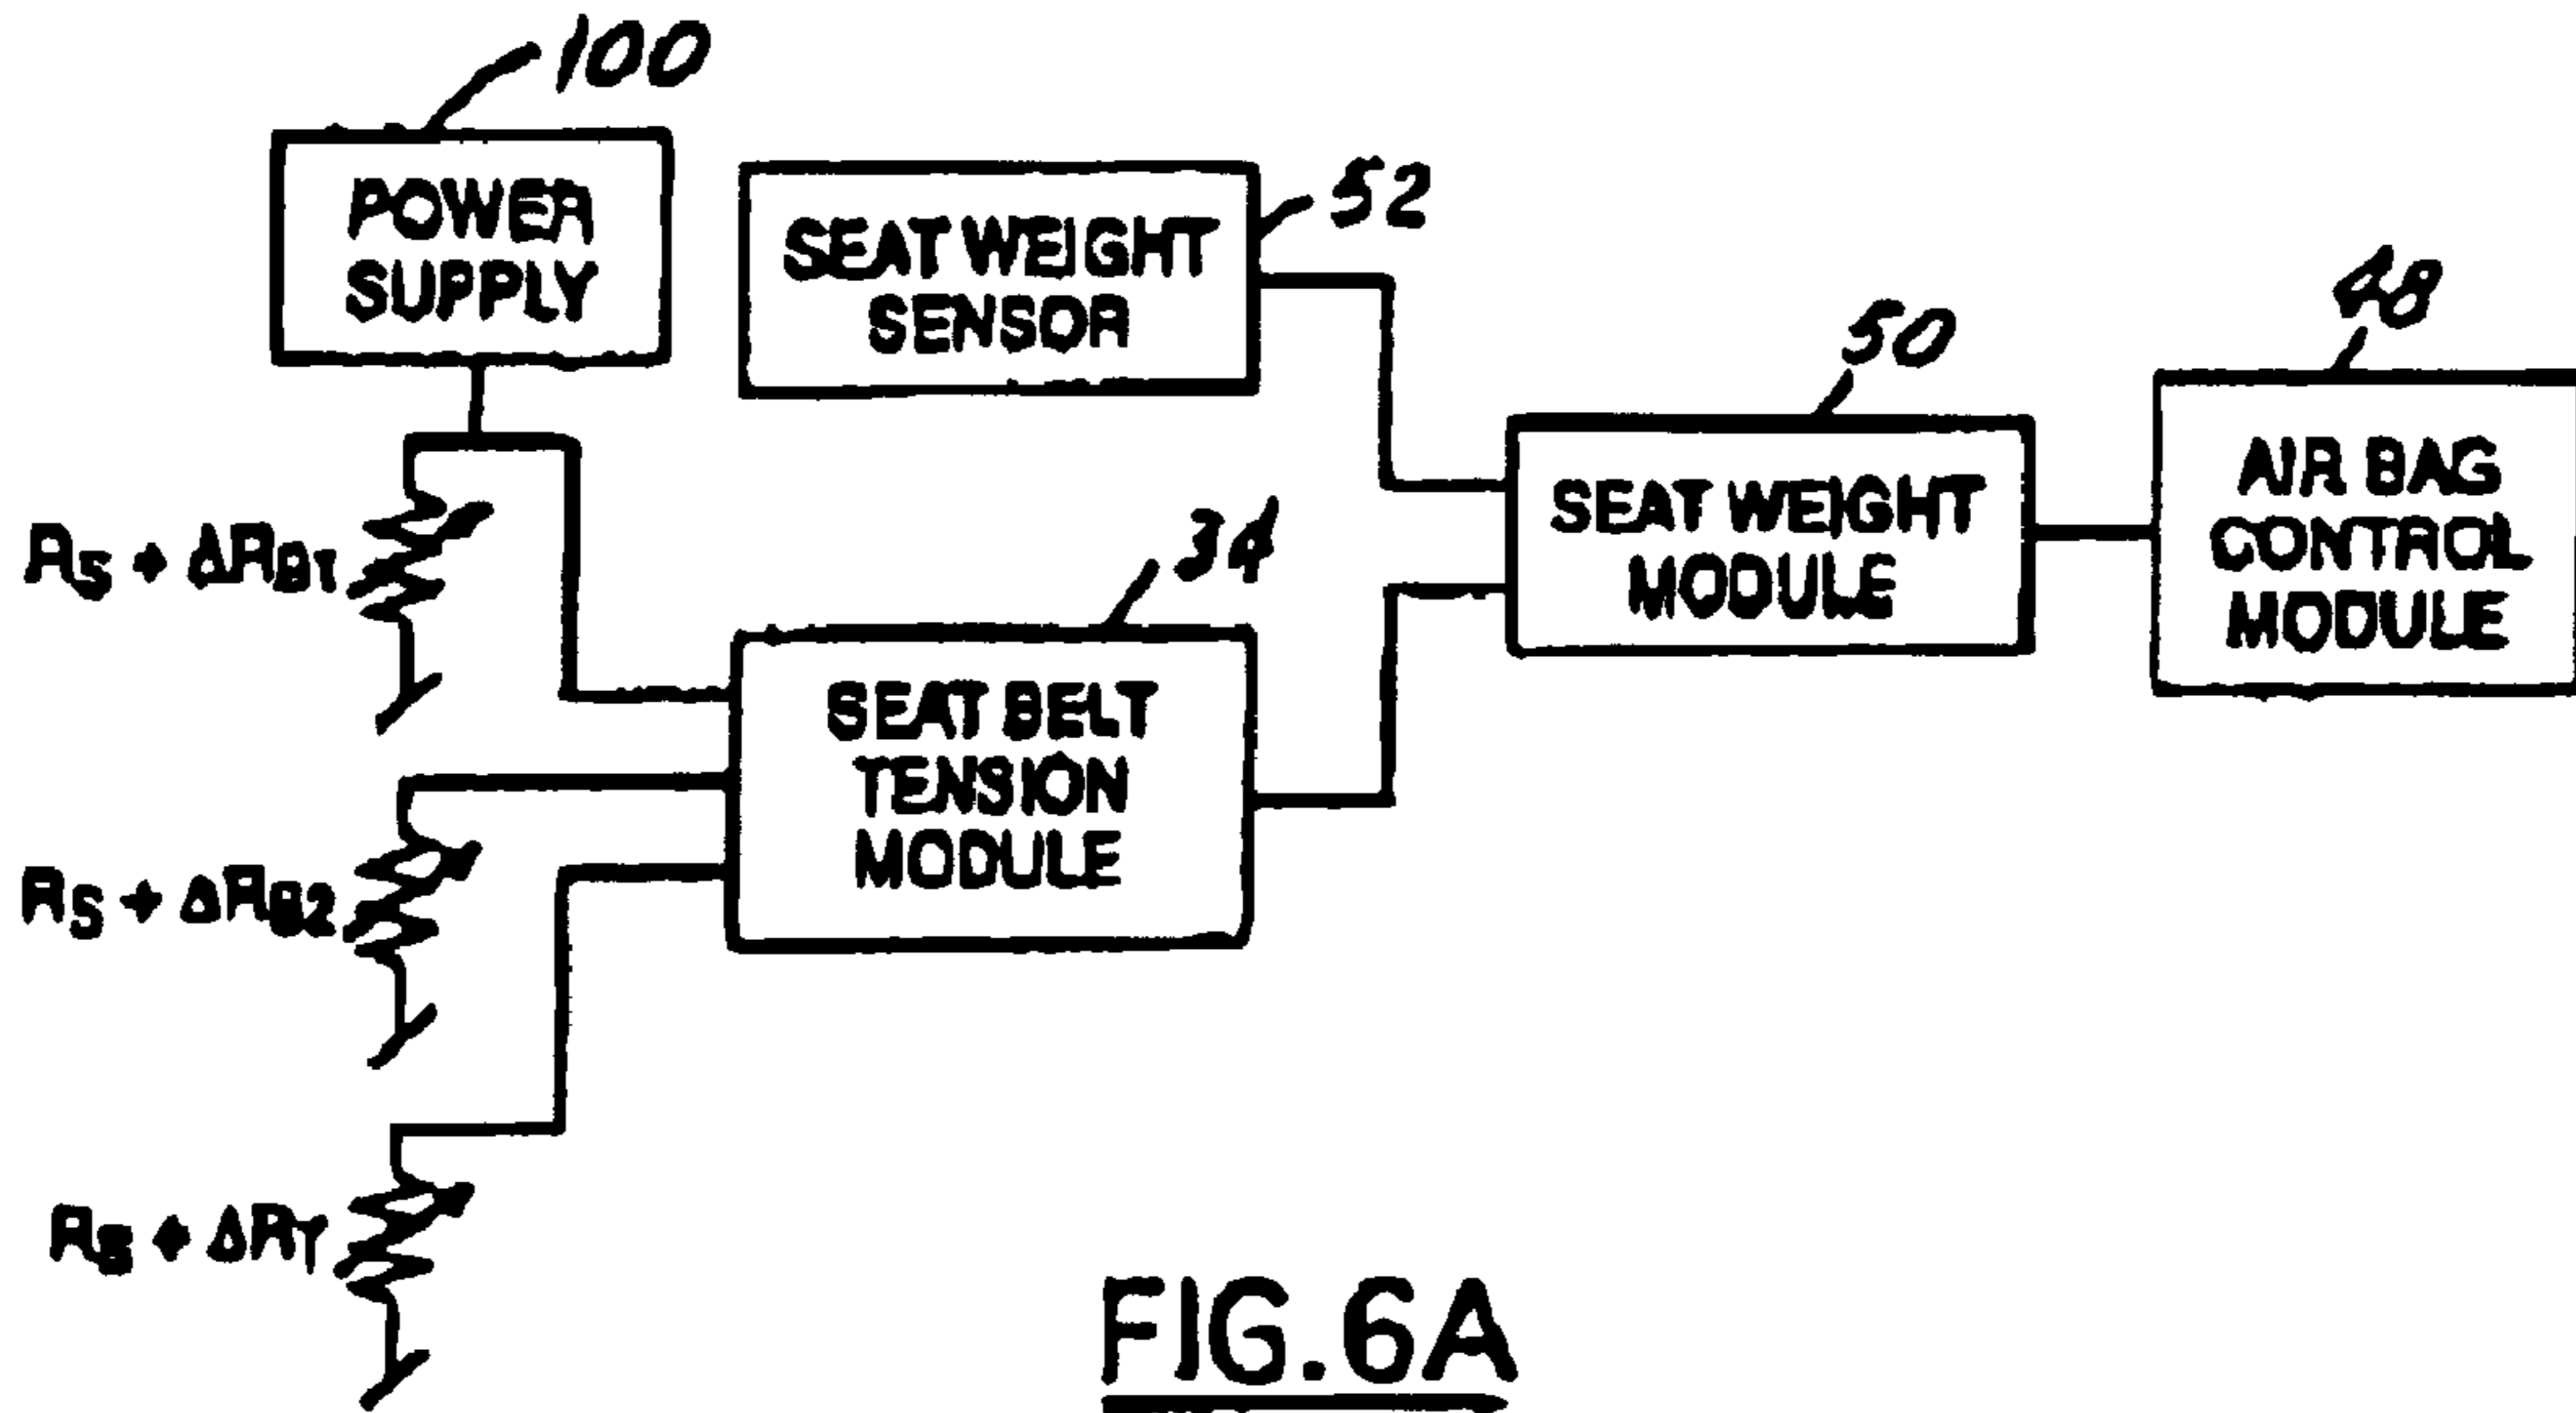 100
POWER
SUPPLY
SEAT WEIGHT
SENSOR
52
50
48
SEAT WEIGHT
MODULE
AIR BAG
CONTROL
MODULE
RS + ΔRB1
34
SEAT BELT
TENSION
MODULE
RS + ΔRB2
RS + ΔRT
FIG.6A